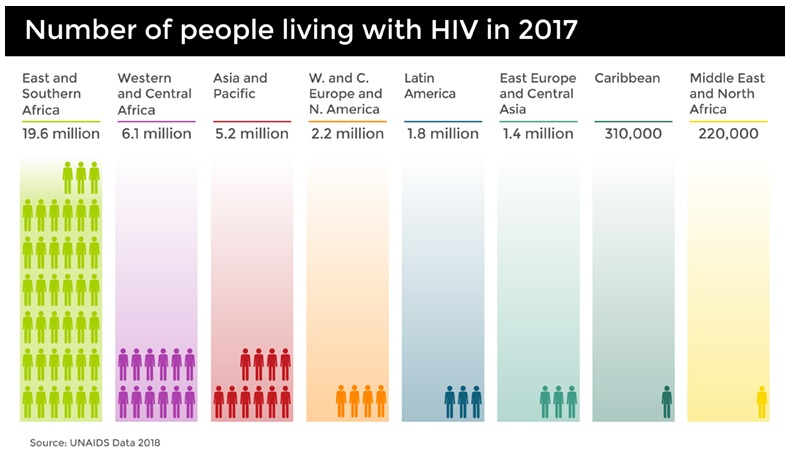 Number of people living with HIV in 2017
East and
Southern
Africa
19.6 million
Western
and Central
Africa
6.1 million
Asia and
Pacific
5.2 million
W. and C.
Europe and
N. America
2.2 million
Latin
America
1.8 million
East Europe
and Central
Asia
1.4 million
Caribbean
310,000
Middle East
and North
Africa
220,000
Source: UNAIDS Data 2018